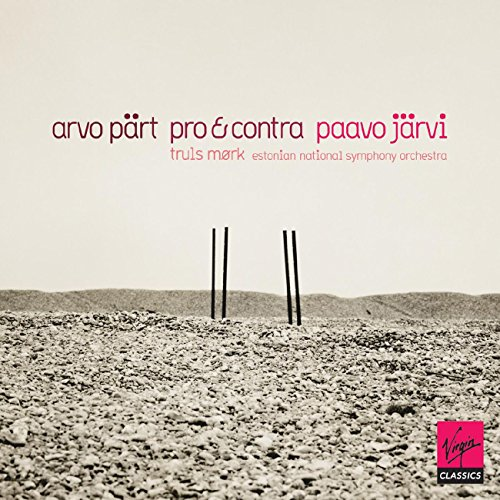 arvo pärt pro & contra paavo järvi
truls mørk estonian national symphony orchestra
Virgin
CLASSICS